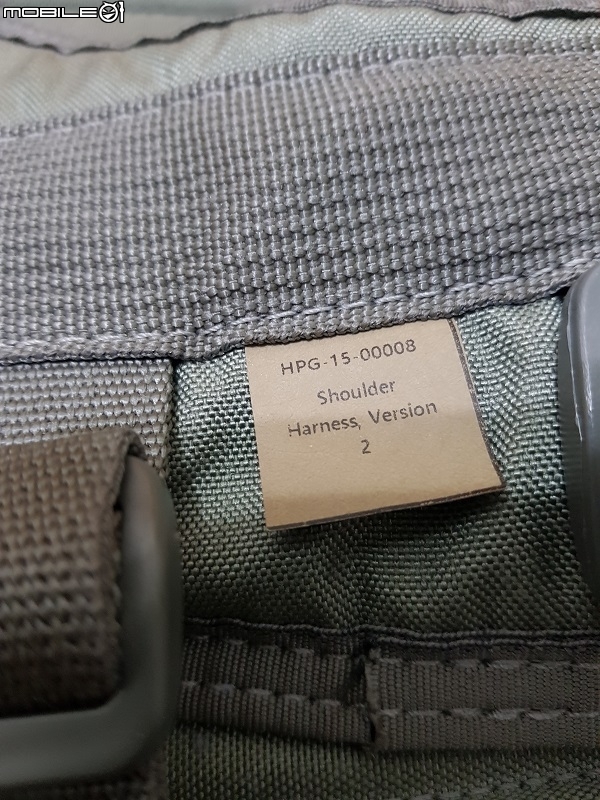 MOBILE01
HPG-15-00008
Shoulder
Harness, Version
2